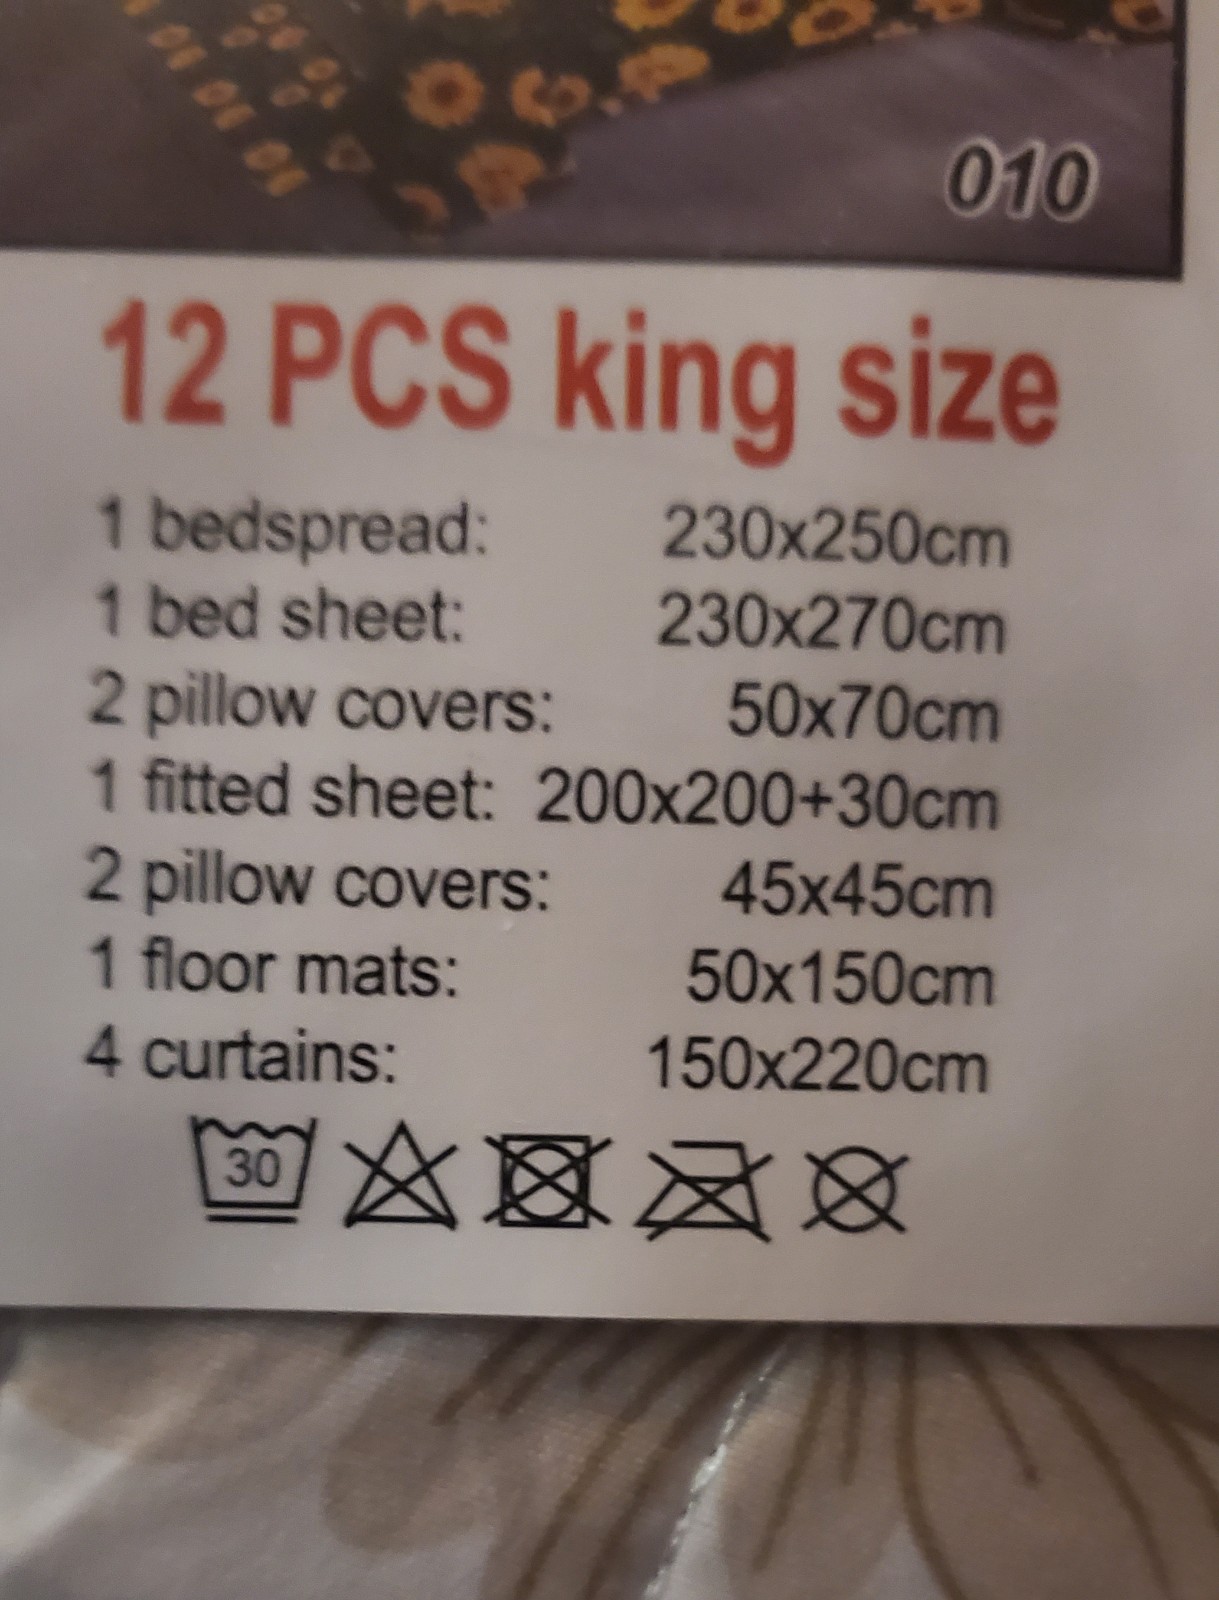 010
12 PCS king size
1 bedspread: 230x250cm
1 bed sheet: 230x270cm
2 pillow covers: 50x70cm
1 fitted sheet: 200x200+30cm
2 pillow covers: 45x45cm
1 floor mats: 50x150cm
4 curtains: 150x220cm
30